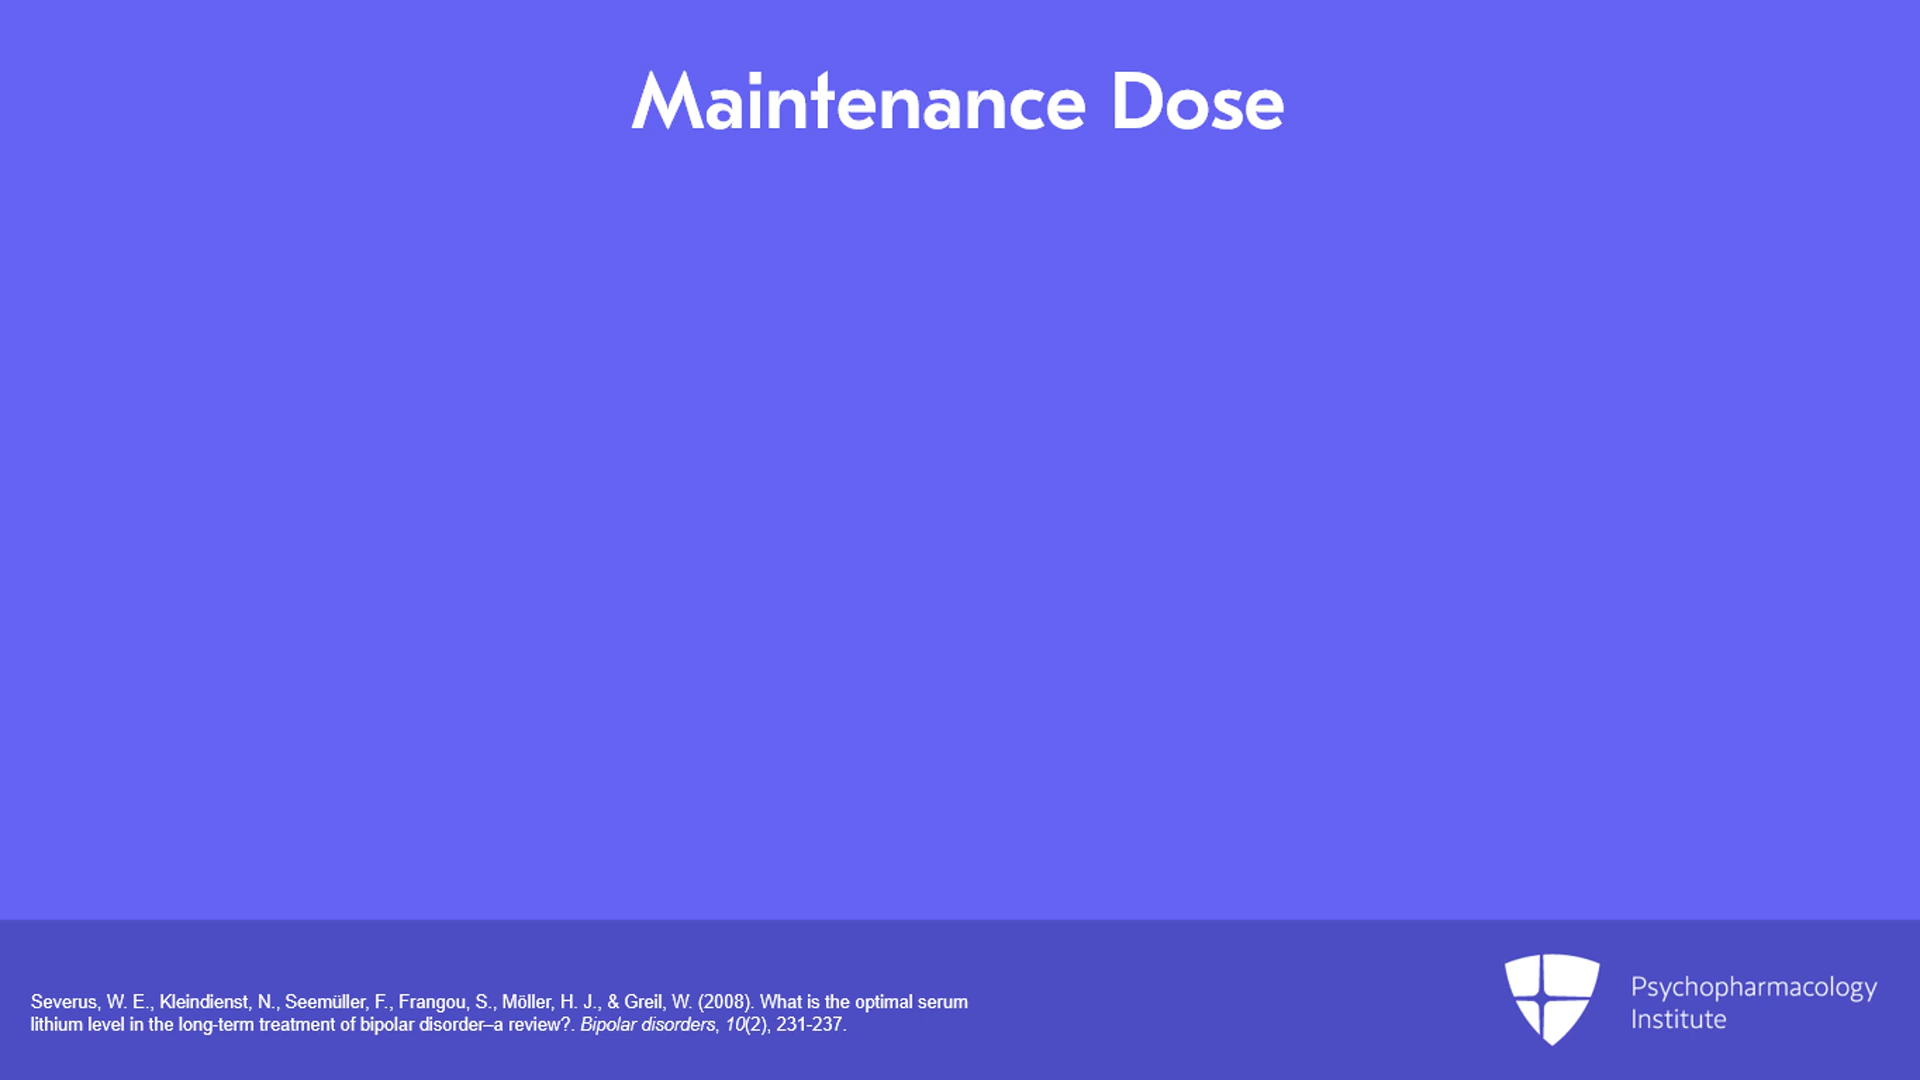 Maintenance Dose
Severus, W. E., Kleindienst, N., Seemüller, F., Frangou, S., Möller, H. J., & Greil, W. (2008). What is the optimal serum
lithium level in the long-term treatment of bipolar disorder–a review?. Bipolar disorders, 10(2), 231-237.
Psychopharmacology
Institute